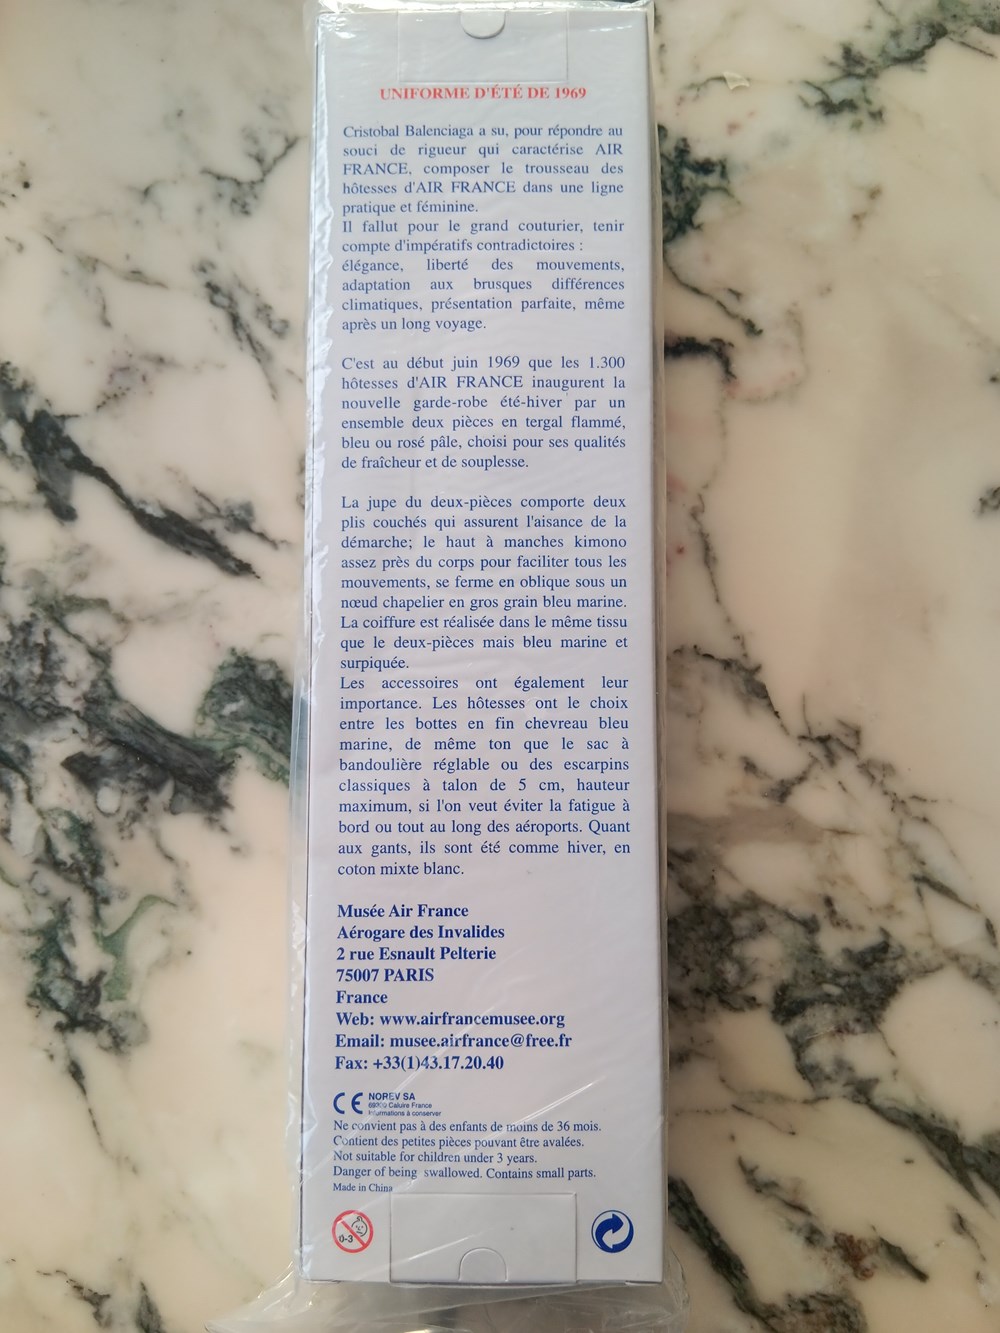 UNIFORME D'ÉTÉ DE 1969
Cristobal Balenciaga a su, pour répondre au
souci de rigueur qui caractérise AIR
FRANCE, composer le trousseau des
hôtesses d'AIR FRANCE dans une ligne
pratique et féminine.
Il fallut pour le grand couturier, tenir
compte d'impératifs contradictoires :
élégance, liberté des mouvements,
adaptation aux brusques différences
climatiques, présentation parfaite, même
après un long voyage.
C'est au début juin 1969 que les 1.300
hôtesses d'AIR FRANCE inaugurent la
nouvelle garde-robe été-hiver par un
ensemble deux pièces en tergal flammé,
bleu ou rosé pâle, choisi pour ses qualités
de fraîcheur et de souplesse.
La jupe du deux-pièces comporte deux
plis couchés qui assurent l'aisance de la
démarche; le haut à manches kimono
assez près du corps pour faciliter tous les
mouvements, se ferme en oblique sous un
nœud chapelier en gros grain bleu marine.
La coiffure est réalisée dans le même tissu
que le deux-pièces mais bleu marine et
surpiquée.
Les accessoires ont également leur
importance. Les hôtesses ont le choix
entre les bottes en fin chevreau bleu
marine, de même ton que le sac à
bandoulière réglable ou des escarpins
classiques à talon de 5 cm, hauteur
maximum, si l'on veut éviter la fatigue à
bord ou tout au long des aéroports. Quant
aux gants, ils sont été comme hiver, en
coton mixte blanc.
Musée Air France
Aérogare des Invalides
2 rue Esnault Pelterie
75007 PARIS
France
Web: www.airfrancemusee.org
Email: musee.airfrance@free.fr
Fax: +33(1)43.17.20.40
CE NOREV SA
Caluire France
Informations à conserver
Ne convient pas à des enfants de moins de 36 mois.
Contient des petites pièces pouvant être avalées.
Not suitable for children under 3 years.
Danger of being swallowed. Contains small parts.
Made in China
0-3